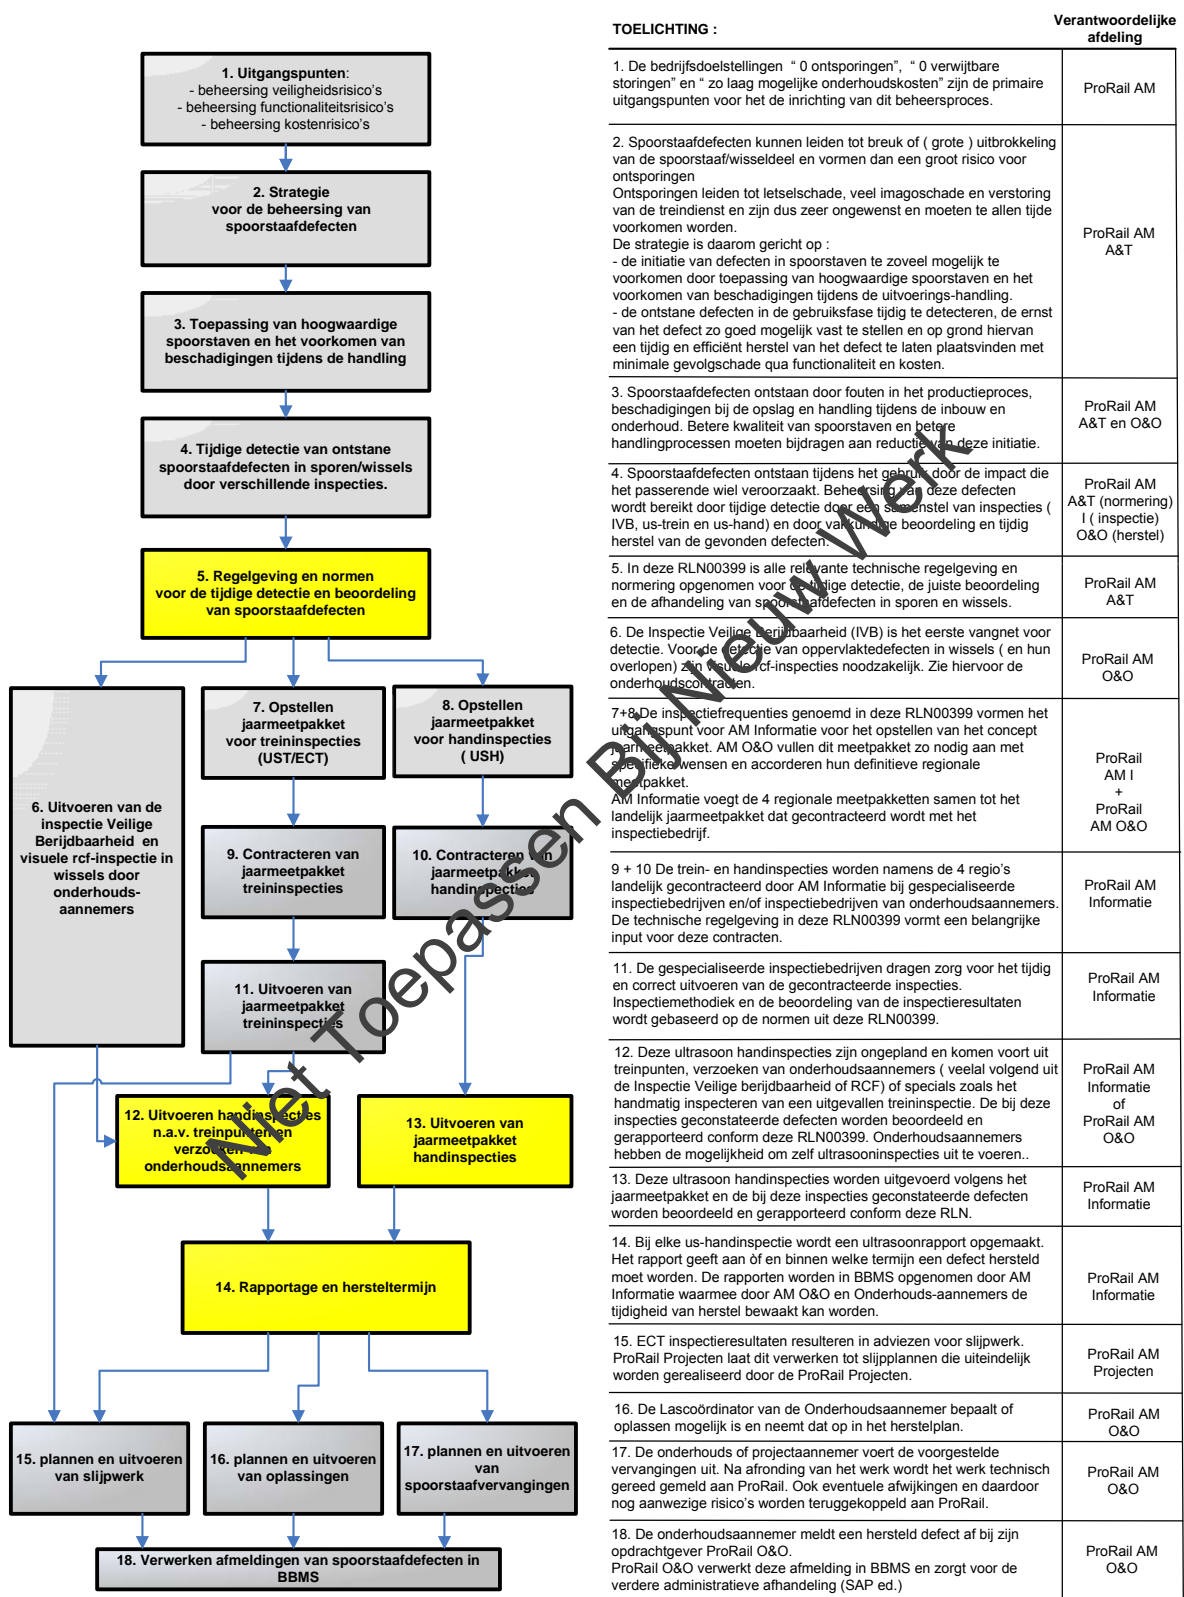 1. Uitgangspunten:
- beheersing veiligheidsrisico's
- beheersing functionaliteitsrisico's
- beheersing kostenrisico's
2. Strategie
voor de beheersing van
spoorstaafdefecten
3. Toepassing van hoogwaardige
spoorstaven en het voorkomen van
beschadigingen tijdens de handling
4. Tijdige detectie van ontstane
spoorstaafdefecten in sporen/wissels
door verschillende inspecties.
5. Regelgeving en normen
voor de tijdige detectie en beoordeling
van spoorstaafdefecten
6. Uitvoeren van de
inspectie Veilige
Berijdbaarheid en
visuele rcf-inspectie in
wissels door
onderhouds-
aannemers
7. Opstellen
jaarmeetpakket
voor treininspecties
(UST/ECT)
8. Opstellen
jaarmeetpakket
voor handinspecties
( USH)
9. Contracteren van
jaarmeetpakket
treininspecties
10. Contracteren van
jaarmeetpakket
handinspecties
11. Uitvoeren van
jaarmeetpakket
treininspecties
12. Uitvoeren handinspecties
n.a.v. treinpunten en
verzoeken van
onderhoudsaannemers
13. Uitvoeren van
jaarmeetpakket
handinspecties
14. Rapportage en hersteltermijn
15. plannen en uitvoeren
van slijpwerk
16. plannen en uitvoeren
van oplassingen
17. plannen en uitvoeren
van
spoorstaafvervangingen
18. Verwerken afmeldingen van spoorstaafdefecten in
BBMS
TOELICHTING :
Verantwoordelijke
afdeling
1. De bedrijfsdoelstellingen “ 0 ontsporingen”, “ 0 verwijtbare
storingen” en “ zo laag mogelijke onderhoudskosten” zijn de primaire
uitgangspunten voor het de inrichting van dit beheersproces.
ProRail AM
2. Spoorstaafdefecten kunnen leiden tot breuk of ( grote ) uitbrokkeling
van de spoorstaaf/wisseldeel en vormen dan een groot risico voor
ontsporingen
Ontsporingen leiden tot letselschade, veel imagoschade en verstoring
van de treindienst en zijn dus zeer ongewenst en moeten te allen tijde
voorkomen worden.
De strategie is daarom gericht op :
- de initiatie van defecten in spoorstaven te zoveel mogelijk te
voorkomen door toepassing van hoogwaardige spoorstaven en het
voorkomen van beschadigingen tijdens de uitvoerings-handling.
- de ontstane defecten in de gebruiksfase tijdig te detecteren, de ernst
van het defect zo goed mogelijk vast te stellen en op grond hiervan
een tijdig en efficiënt herstel van het defect te laten plaatsvinden met
minimale gevolgschade qua functionaliteit en kosten.
ProRail AM
A&T
3. Spoorstaafdefecten ontstaan door fouten in het productieproces,
beschadigingen bij de opslag en handling tijdens de inbouw en
onderhoud. Betere kwaliteit van spoorstaven en betere
handlingprocessen moeten bijdragen aan reductie van deze initiatie.
ProRail AM
A&T en O&O
4. Spoorstaafdefecten ontstaan tijdens het gebruik door de impact die
het passerende wiel veroorzaakt. Beheersing van deze defecten
wordt bereikt door tijdige detectie door een samenstel van inspecties (
IVB, us-trein en us-hand) en door vakkundige beoordeling en tijdig
herstel van de gevonden defecten.
ProRail AM
A&T (normering)
I ( inspectie)
O&O (herstel)
5. In deze RLN00399 is alle relevante technische regelgeving en
normering opgenomen voor de tijdige detectie, de juiste beoordeling
en de afhandeling van spoorstaafdefecten in sporen en wissels.
ProRail AM
A&T
6. De Inspectie Veilige Berijdbaarheid (IVB) is het eerste vangnet voor
detectie. Voor de detectie van oppervlaktedefecten in wissels ( en hun
overlopen) zijn visuele rcf-inspecties noodzakelijk. Zie hiervoor de
onderhoudscontracten.
ProRail AM
O&O
7+8 De inspectiefrequenties genoemd in deze RLN00399 vormen het
uitgangspunt voor AM Informatie voor het opstellen van het concept
jaarmeetpakket. AM O&O vullen dit meetpakket zo nodig aan met
specifieke wensen en accorderen hun definitieve regionale
meetpakket.
AM Informatie voegt de 4 regionale meetpakketten samen tot het
landelijk jaarmeetpakket dat gecontracteerd wordt met het
inspectiebedrijf.
ProRail
AM I
+
ProRail
AM O&O
9 + 10 De trein- en handinspecties worden namens de 4 regio's
landelijk gecontracteerd door AM Informatie bij gespecialiseerde
inspectiebedrijven en/of inspectiebedrijven van onderhoudsaannemers.
De technische regelgeving in deze RLN00399 vormt een belangrijke
input voor deze contracten.
ProRail AM
Informatie
11. De gespecialiseerde inspectiebedrijven dragen zorg voor het tijdig
en correct uitvoeren van de gecontracteerde inspecties.
Inspectiemethodiek en de beoordeling van de inspectieresultaten
wordt gebaseerd op de normen uit deze RLN00399.
ProRail AM
Informatie
12. Deze ultrasoon handinspecties zijn ongepland en komen voort uit
treinpunten, verzoeken van onderhoudsaannemers ( veelal volgend uit
de Inspectie Veilige berijdbaarheid of RCF) of specials zoals het
handmatig inspecteren van een uitgevallen treininspectie. De bij deze
inspecties geconstateerde defecten worden beoordeeld en
gerapporteerd conform deze RLN00399. Onderhoudsaannemers
hebben de mogelijkheid om zelf ultrasooninspecties uit te voeren..
ProRail AM
Informatie
of
ProRail AM
O&O
13. Deze ultrasoon handinspecties worden uitgevoerd volgens het
jaarmeetpakket en de bij deze inspecties geconstateerde defecten
worden beoordeeld en gerapporteerd conform deze RLN.
ProRail AM
Informatie
14. Bij elke us-handinspectie wordt een ultrasoonrapport opgemaakt.
Het rapport geeft aan òf en binnen welke termijn een defect hersteld
moet worden. De rapporten worden in BBMS opgenomen door AM
Informatie waarmee door AM O&O en Onderhouds-aannemers de
tijdigheid van herstel bewaakt kan worden.
ProRail AM
Informatie
15. ECT inspectieresultaten resulteren in adviezen voor slijpwerk.
ProRail Projecten laat dit verwerken tot slijpplannen die uiteindelijk
worden gerealiseerd door de ProRail Projecten.
ProRail AM
Projecten
16. De Lascoördinator van de Onderhoudsaannemer bepaalt of
oplassen mogelijk is en neemt dat op in het herstelplan.
ProRail AM
O&O
17. De onderhouds of projectaannemer voert de voorgestelde
vervangingen uit. Na afronding van het werk wordt het werk technisch
gereed gemeld aan ProRail. Ook eventuele afwijkingen en daardoor
nog aanwezige risico's worden teruggekoppeld aan ProRail.
ProRail AM
O&O
18. De onderhoudsaannemer meldt een hersteld defect af bij zijn
opdrachtgever ProRail O&O.
ProRail O&O verwerkt deze afmelding in BBMS en zorgt voor de
verdere administratieve afhandeling (SAP ed.)
ProRail AM
O&O
Niet Toepassen Bij Nieuw Werk